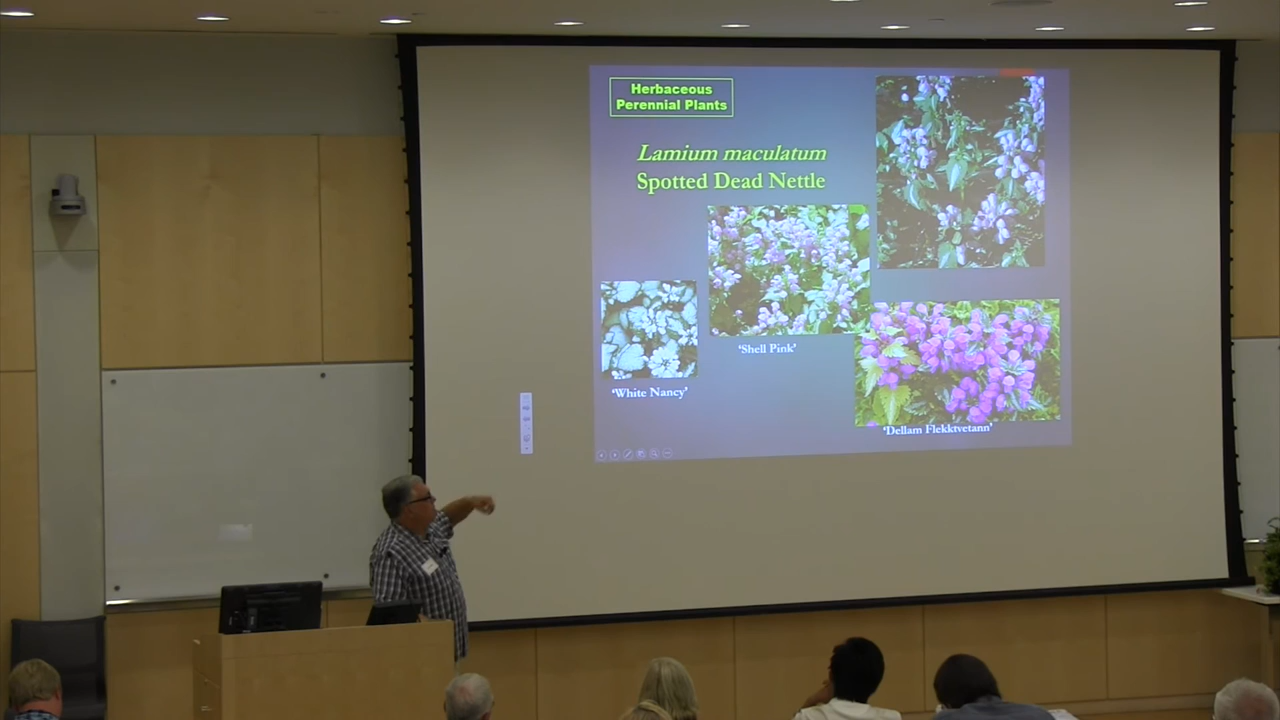 Herbaceous
Perennial Plants
Lamium maculatum
Spotted Dead Nettle
'Shell Pink'
'White Nancy'
'Dellam Flekktvetann'